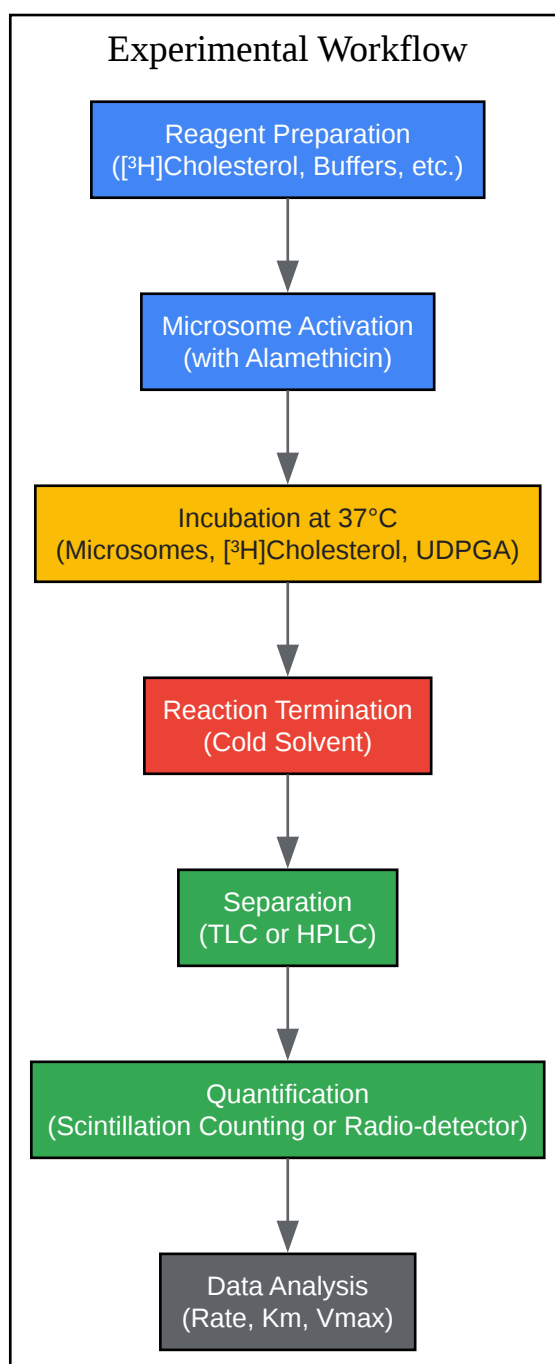 Experimental Workflow
Reagent Preparation
([³H]Cholesterol, Buffers, etc.)
Microsome Activation
(with Alamethicin)
Incubation at 37°C
(Microsomes, [³H]Cholesterol, UDPGA)
Reaction Termination
(Cold Solvent)
Separation
(TLC or HPLC)
Quantification
(Scintillation Counting or Radio-detector)
Data Analysis
(Rate, Km, Vmax)